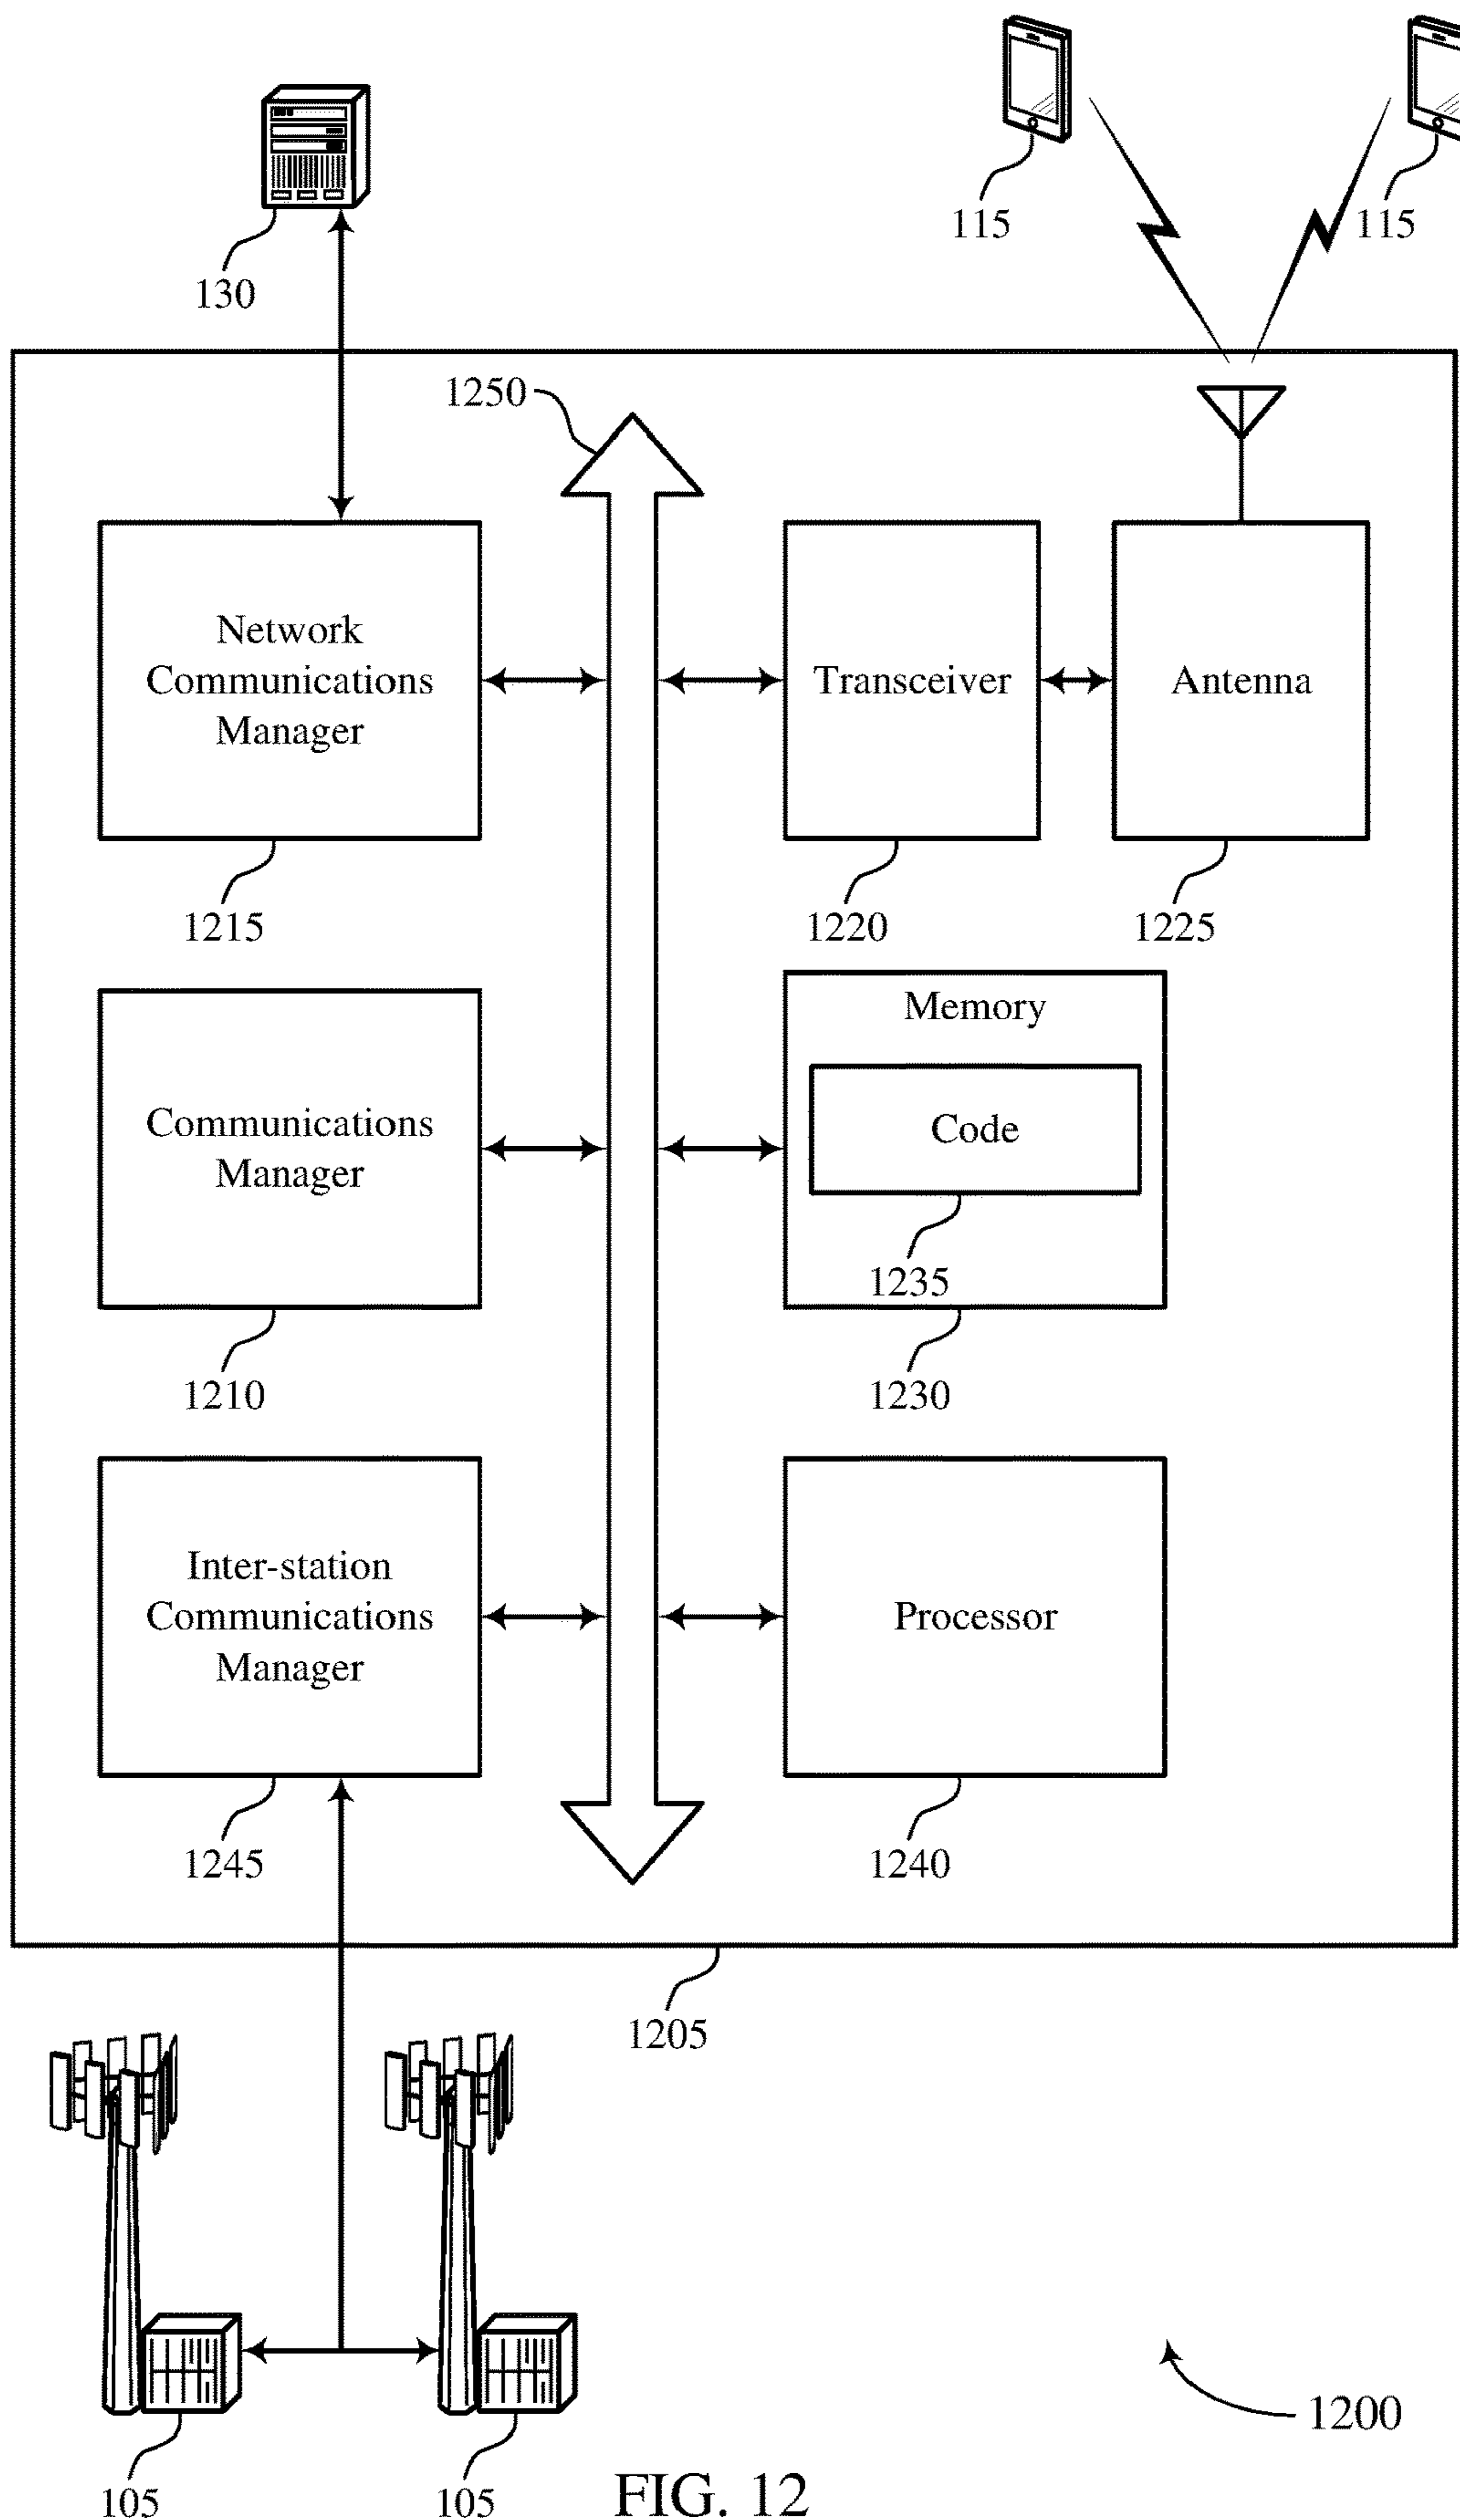 115
115
130
1250
Network
Communications
Manager
Transceiver
Antenna
1215
1220
1225
Memory
Communications
Manager
Code
1235
1210
1230
Inter-station
Communications
Manager
Processor
1245
1240
1205
1200
105
105
FIG. 12